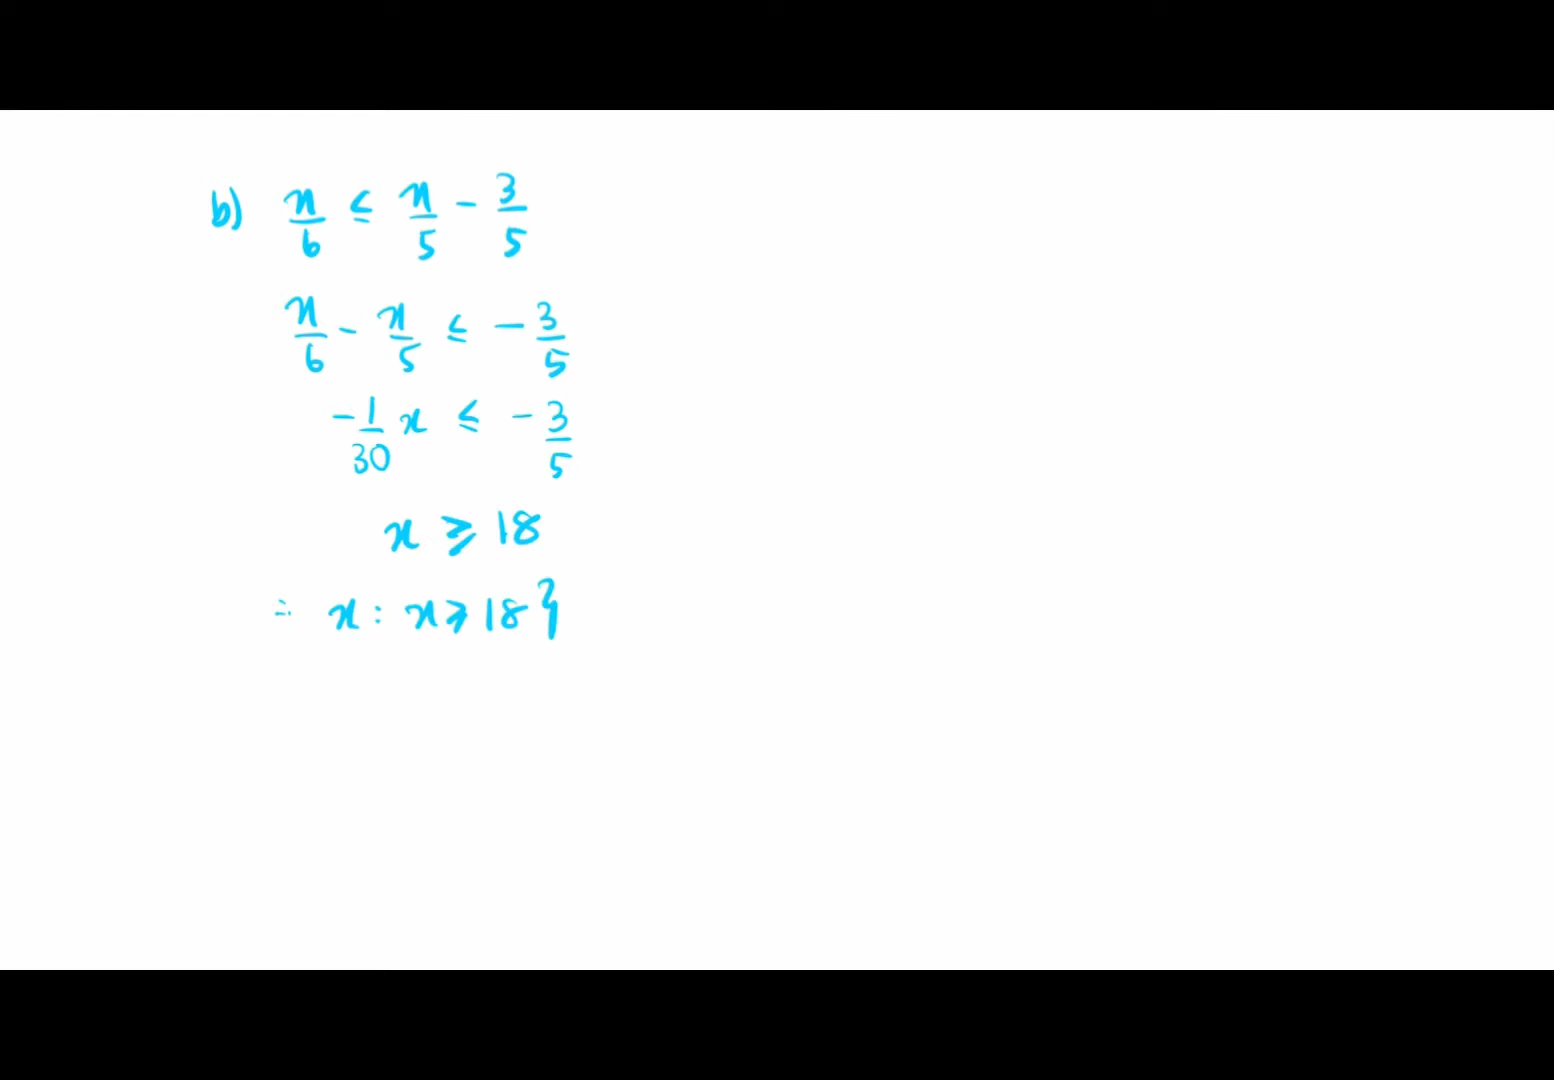 b) x/6 ≤ x/5 - 3/5
x/6 - x/5 ≤ -3/5
-1/30 x ≤ -3/5
x ≥ 18
∴ x : x ≥ 18}